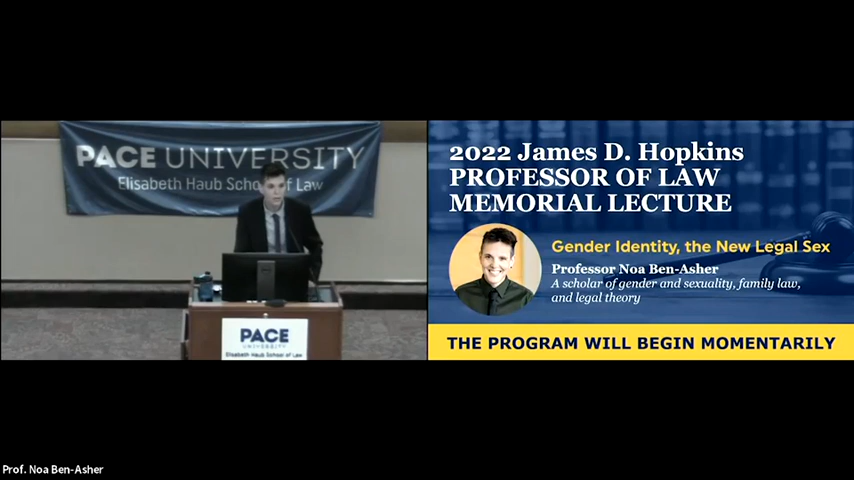 PACE UNIVERSITY
Elisabeth Haub School of Law
PACE
UNIVERSITY
Elisabeth Haub School of Law
2022 James D. Hopkins
PROFESSOR OF LAW
MEMORIAL LECTURE
Gender Identity, the New Legal Sex
Professor Noa Ben-Asher
A scholar of gender and sexuality, family law,
and legal theory
THE PROGRAM WILL BEGIN MOMENTARILY
Prof. Noa Ben-Asher